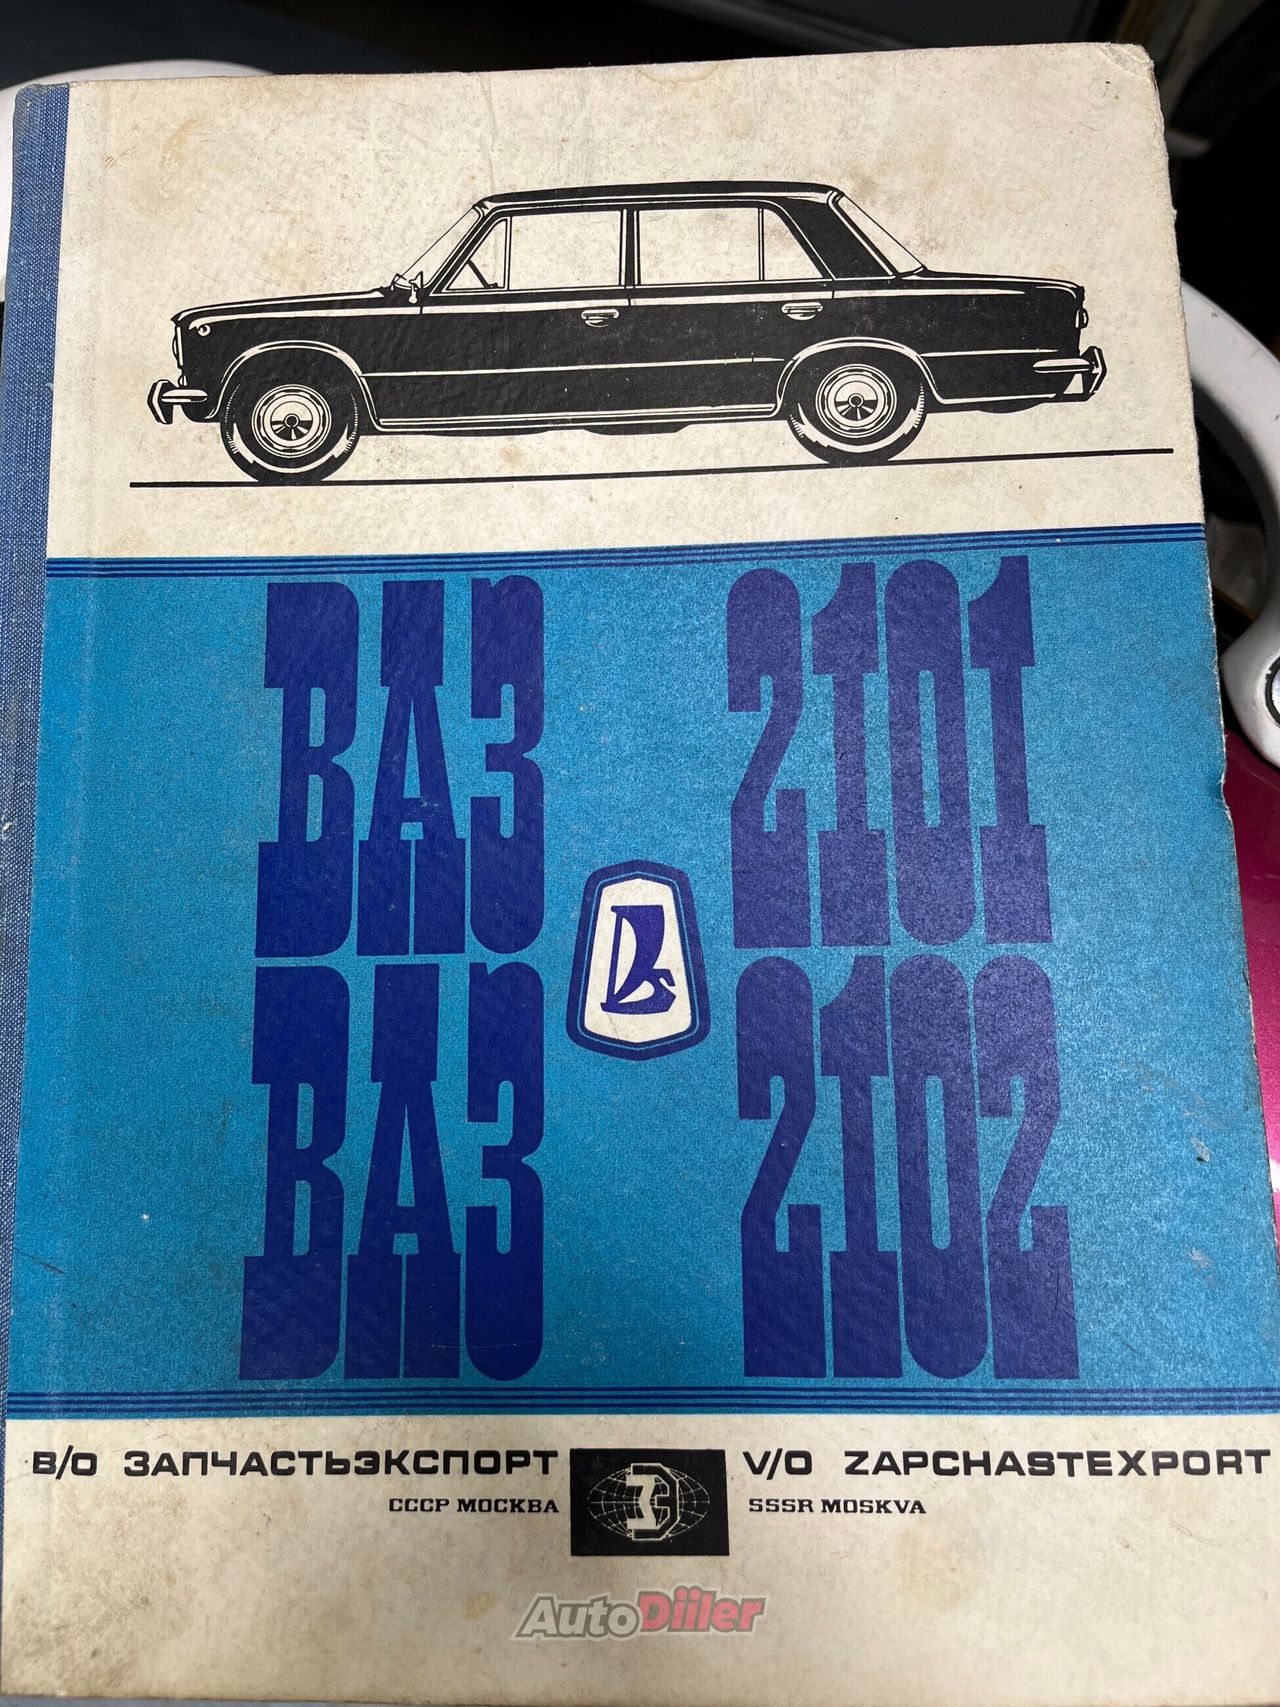 ВАЗ 2101
ВАЗ 2102
В/О ЗАПЧАСТЬЭКСПОРТ
СССР МОСКВА
V/O ZAPCHASTEXPORT
SSSR MOSKVA
AutoDiiler